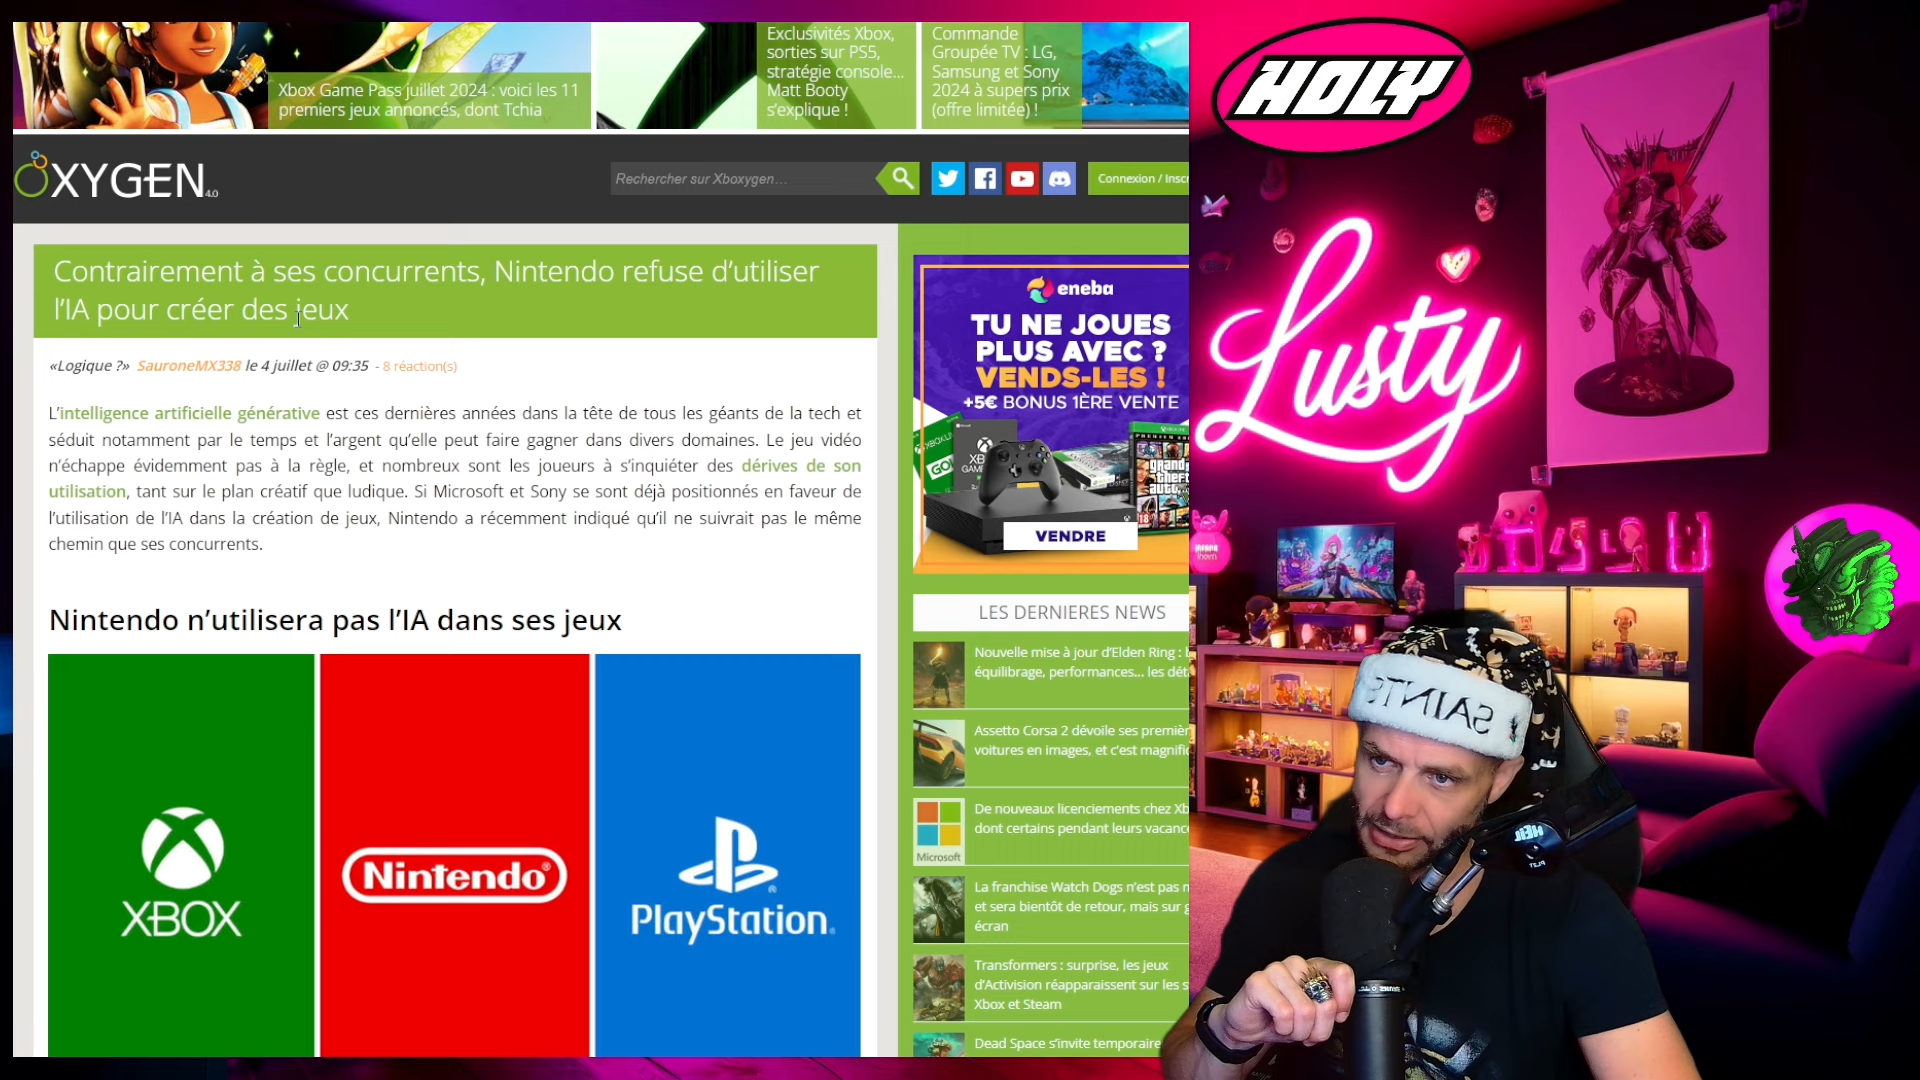 Xbox Game Pass juillet 2024 : voici les 11
premiers jeux annoncés, dont Tchia
Exclusivités Xbox,
sorties sur PS5,
stratégie console...
Matt Booty
s'explique !
Commande
Groupée TV : LG,
Samsung et Sony
2024 à supers prix
(offre limitée) !
OXYGEN 4.0
Rechercher sur Xboxygen…
Connexion /
Contrairement à ses concurrents, Nintendo refuse d'utiliser
l'IA pour créer des jeux
«Logique ?» SauroneMX338 le 4 juillet @ 09:35 - 8 réaction(s)
L'intelligence artificielle générative est ces dernières années dans la tête de tous les géants de la tech et
séduit notamment par le temps et l'argent qu'elle peut faire gagner dans divers domaines. Le jeu vidéo
n'échappe évidemment pas à la règle, et nombreux sont les joueurs à s'inquiéter des dérives de son
utilisation, tant sur le plan créatif que ludique. Si Microsoft et Sony se sont déjà positionnés en faveur de
l'utilisation de l'IA dans la création de jeux, Nintendo a récemment indiqué qu'il ne suivrait pas le même
chemin que ses concurrents.
Nintendo n'utilisera pas l'IA dans ses jeux
XBOX
Nintendo
PlayStation
eneba
TU NE JOUES
PLUS AVEC ?
VENDS-LES !
+5€ BONUS 1ÈRE VENTE
VENDRE
LES DERNIERES NEWS
Nouvelle mise à jour d'Elden Ring :
équilibrage, performances... les
Assetto Corsa 2 dévoile ses
voitures en images, et c'est
De nouveaux licenciements chez
dont certains pendant leurs
Microsoft
La franchise Watch Dogs n'est pas
et sera bientôt de retour, mais sur
écran
Transformers : surprise, les jeux
d'Activision réapparaissent sur les
Xbox et Steam
Dead Space s'invite
HOLY
Lusty
SAINTS